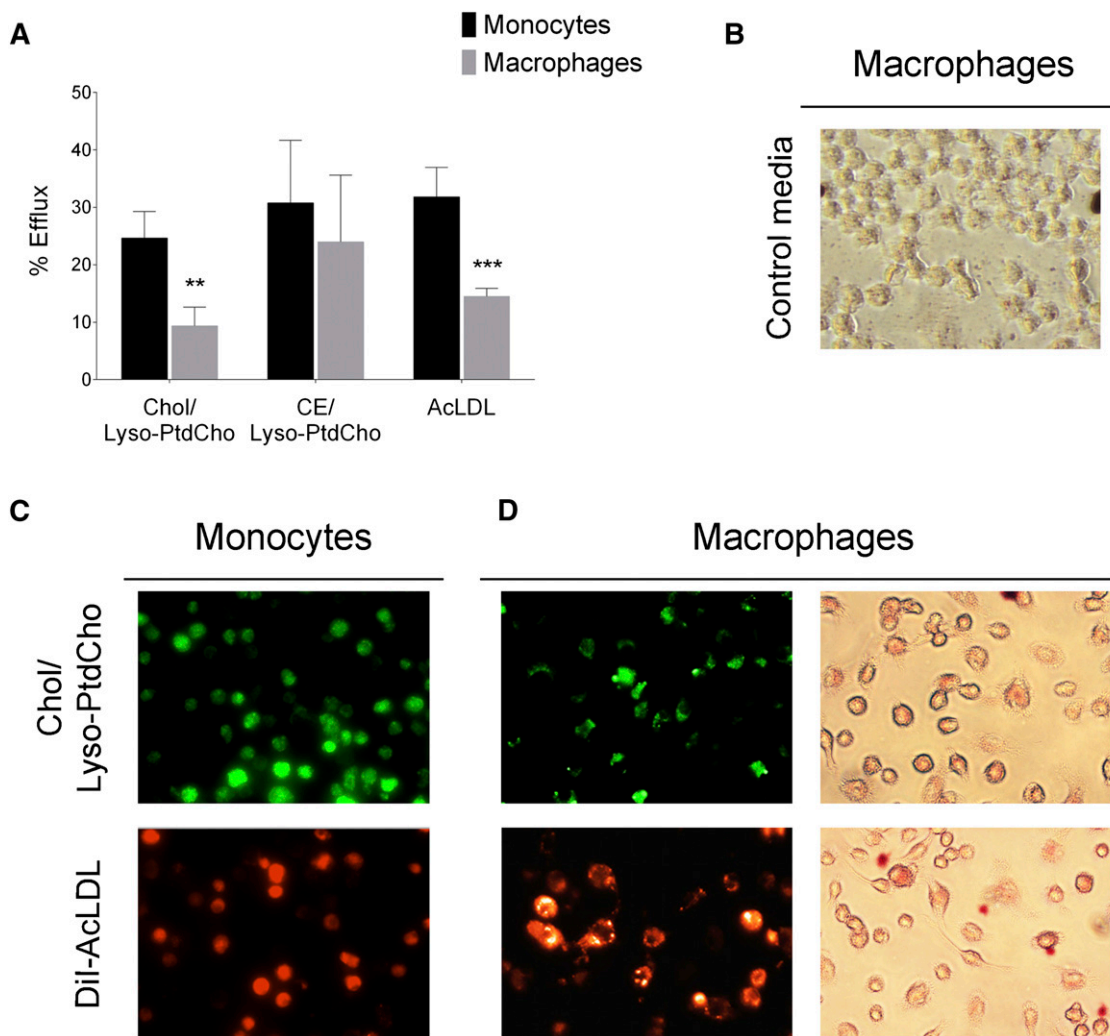 A
Monocytes
Macrophages
% Efflux
50
40
30
20
10
0
**
***
Chol/
Lyso-PtdCho
CE/
Lyso-PtdCho
AcLDL
B
Macrophages
Control media
C
Monocytes
D
Macrophages
Chol/
Lyso-PtdCho
DiI-AcLDL